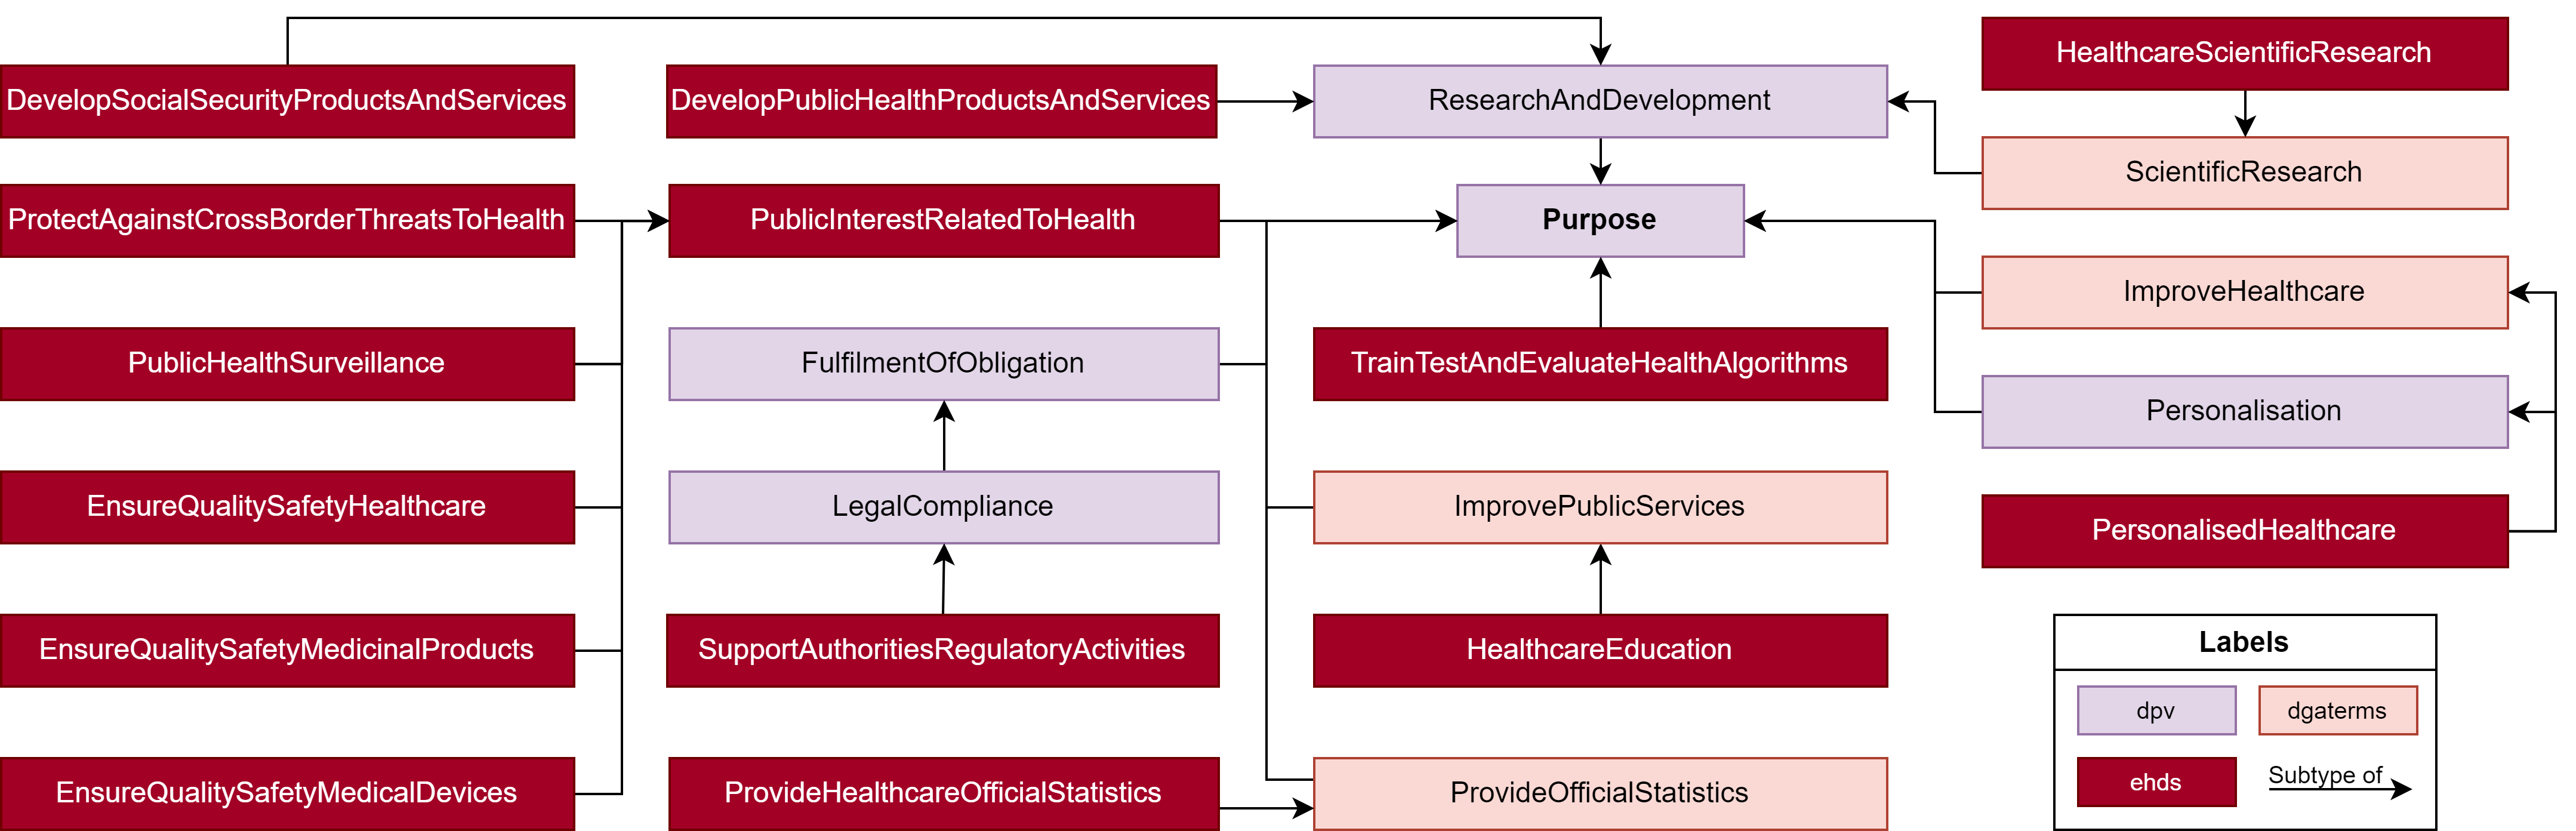 HealthcareScientificResearch
DevelopSocialSecurityProductsAndServices
DevelopPublicHealthProductsAndServices
ResearchAndDevelopment
ScientificResearch
ProtectAgainstCrossBorderThreatsToHealth
PublicInterestRelatedToHealth
Purpose
ImproveHealthcare
PublicHealthSurveillance
FulfilmentOfObligation
TrainTestAndEvaluateHealthAlgorithms
Personalisation
EnsureQualitySafetyHealthcare
LegalCompliance
ImprovePublicServices
PersonalisedHealthcare
EnsureQualitySafetyMedicinalProducts
SupportAuthoritiesRegulatoryActivities
HealthcareEducation
EnsureQualitySafetyMedicalDevices
ProvideHealthcareOfficialStatistics
ProvideOfficialStatistics
Labels
dpv
dgaterms
ehds
Subtype of